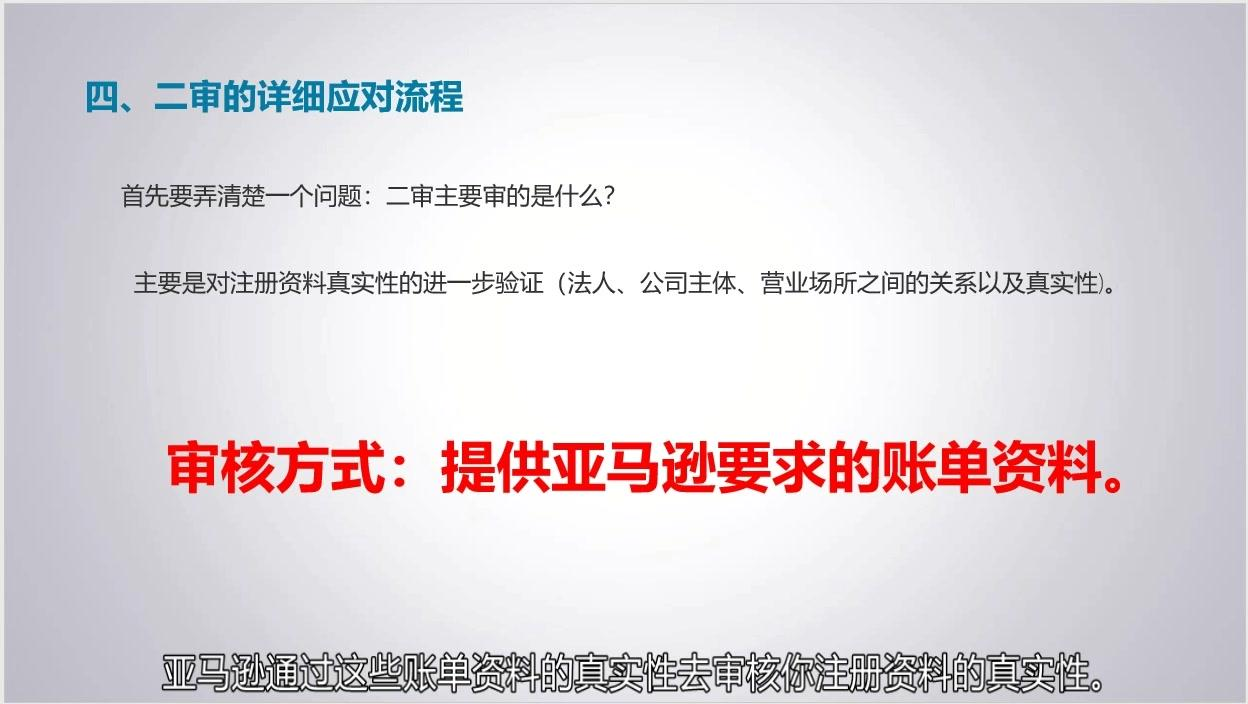 四、二审的详细应对流程
首先要弄清楚一个问题：二审主要审的是什么？
主要是对注册资料真实性的进一步验证（法人、公司主体、营业场所之间的关系以及真实性)。
审核方式：提供亚马逊要求的账单资料。
亚马逊通过这些账单资料的真实性去审核你注册资料的真实性。